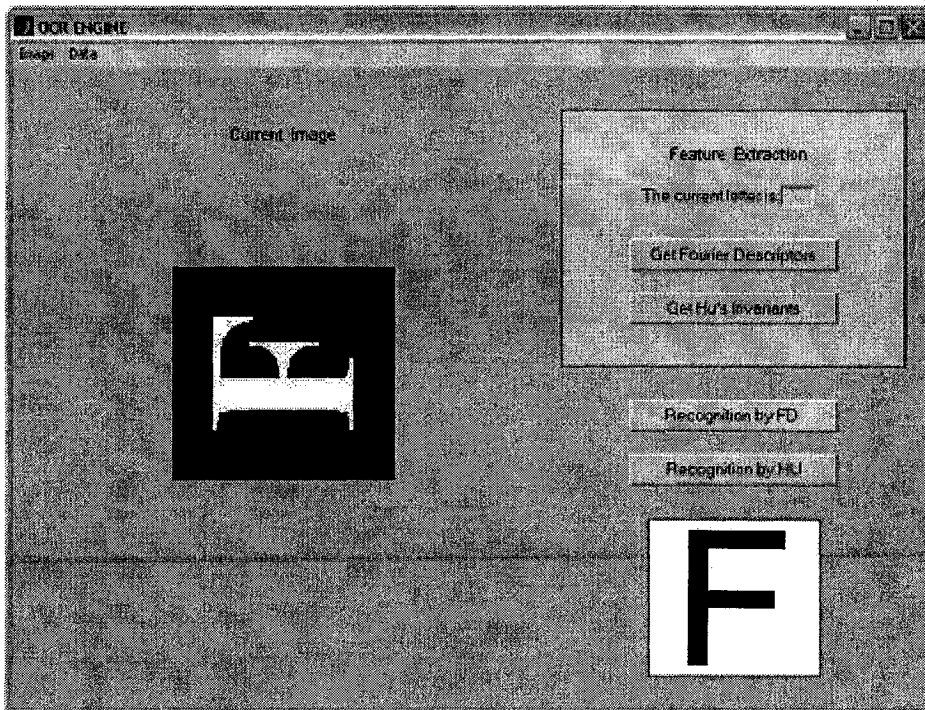 OCR ENGINE
Image Data
Current Image
Feature Extraction
The current letter is:
Get Fourier Descriptors
Get Hu's Invariants
Recognition by FD
Recognition by HU
F
F